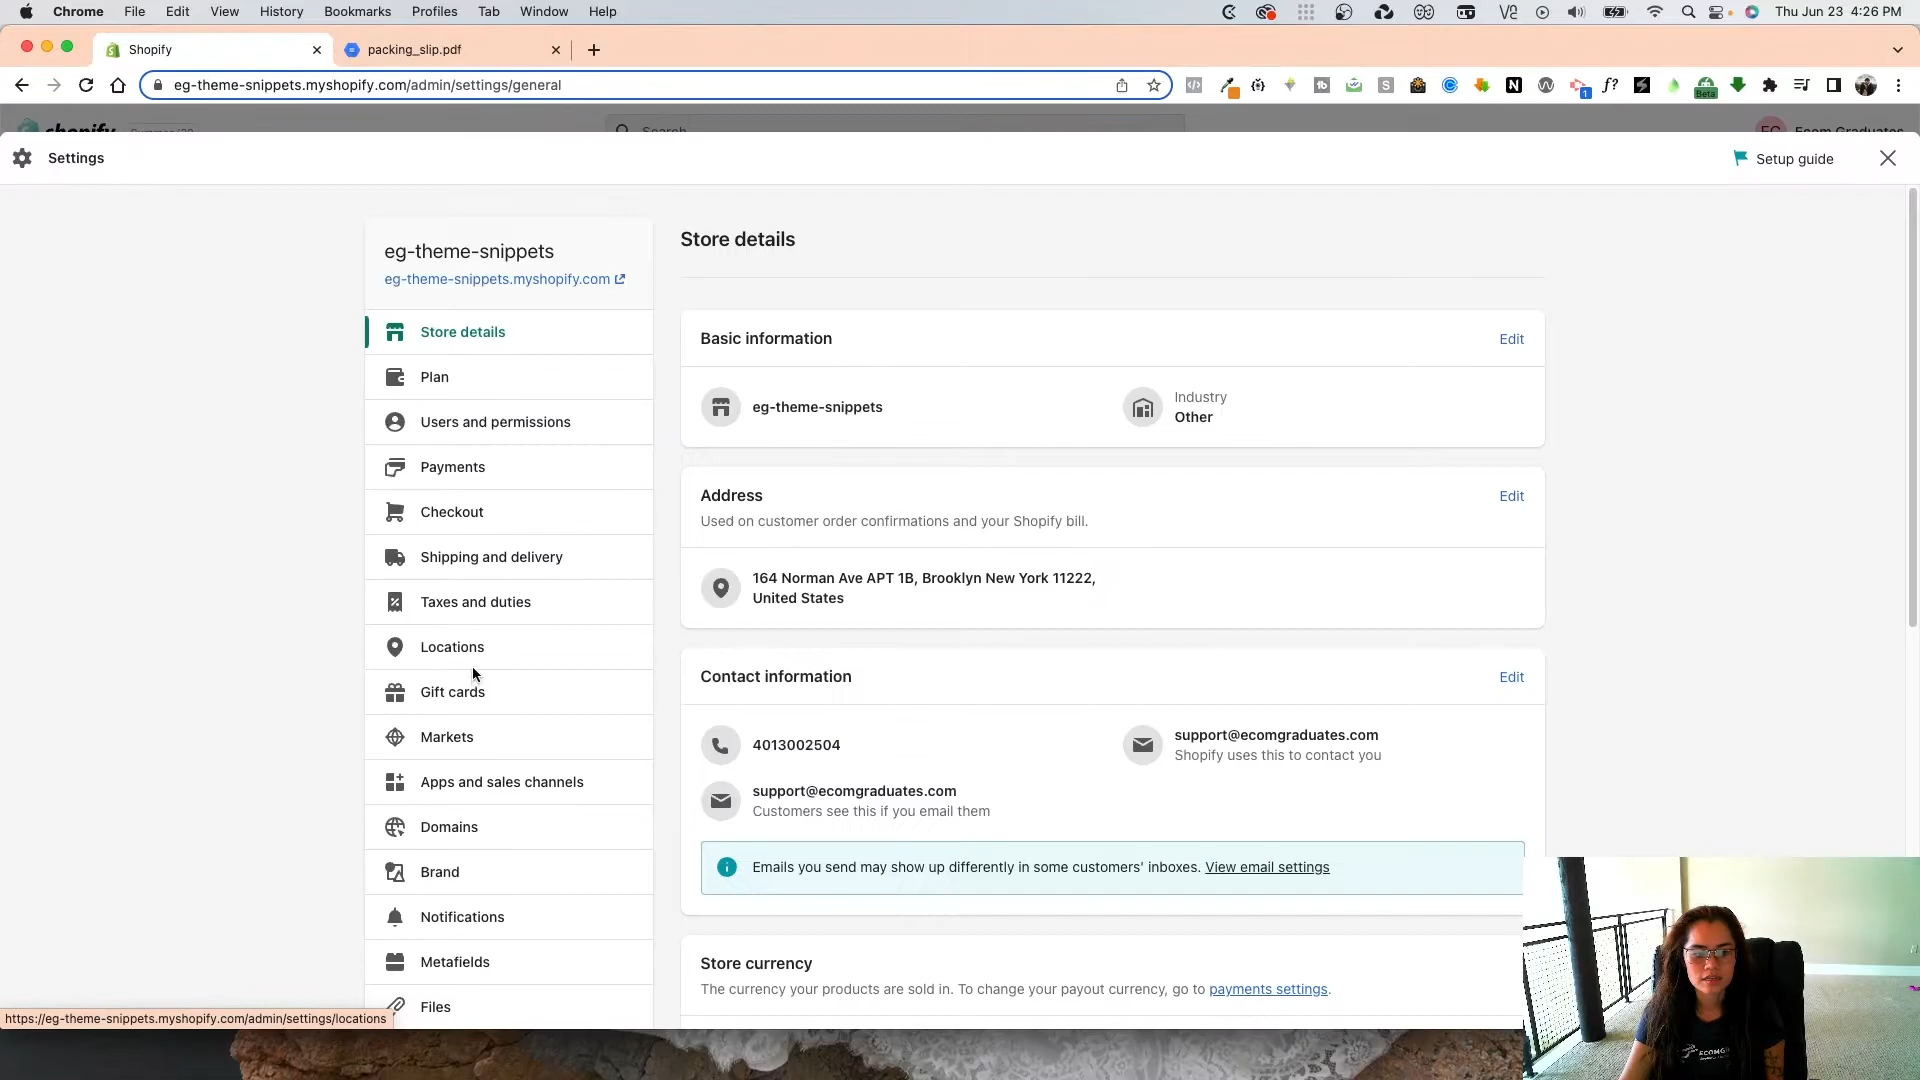 Chrome File Edit View History Bookmarks Profiles Tab Window Help
Thu Jun 23 4:26 PM
Shopify
packing_slip.pdf
eg-theme-snippets.myshopify.com/admin/settings/general
shopify
Search
Ecom Graduates
Settings
Setup guide
eg-theme-snippets
eg-theme-snippets.myshopify.com
Store details
Plan
Users and permissions
Payments
Checkout
Shipping and delivery
Taxes and duties
Locations
Gift cards
Markets
Apps and sales channels
Domains
Brand
Notifications
Metafields
Files
Store details
Basic information
Edit
eg-theme-snippets
Industry
Other
Address
Edit
Used on customer order confirmations and your Shopify bill.
164 Norman Ave APT 1B, Brooklyn New York 11222,
United States
Contact information
Edit
4013002504
support@ecomgraduates.com
Shopify uses this to contact you
support@ecomgraduates.com
Customers see this if you email them
Emails you send may show up differently in some customers' inboxes. View email settings
Store currency
The currency your products are sold in. To change your payout currency, go to payments settings.
https://eg-theme-snippets.myshopify.com/admin/settings/locations